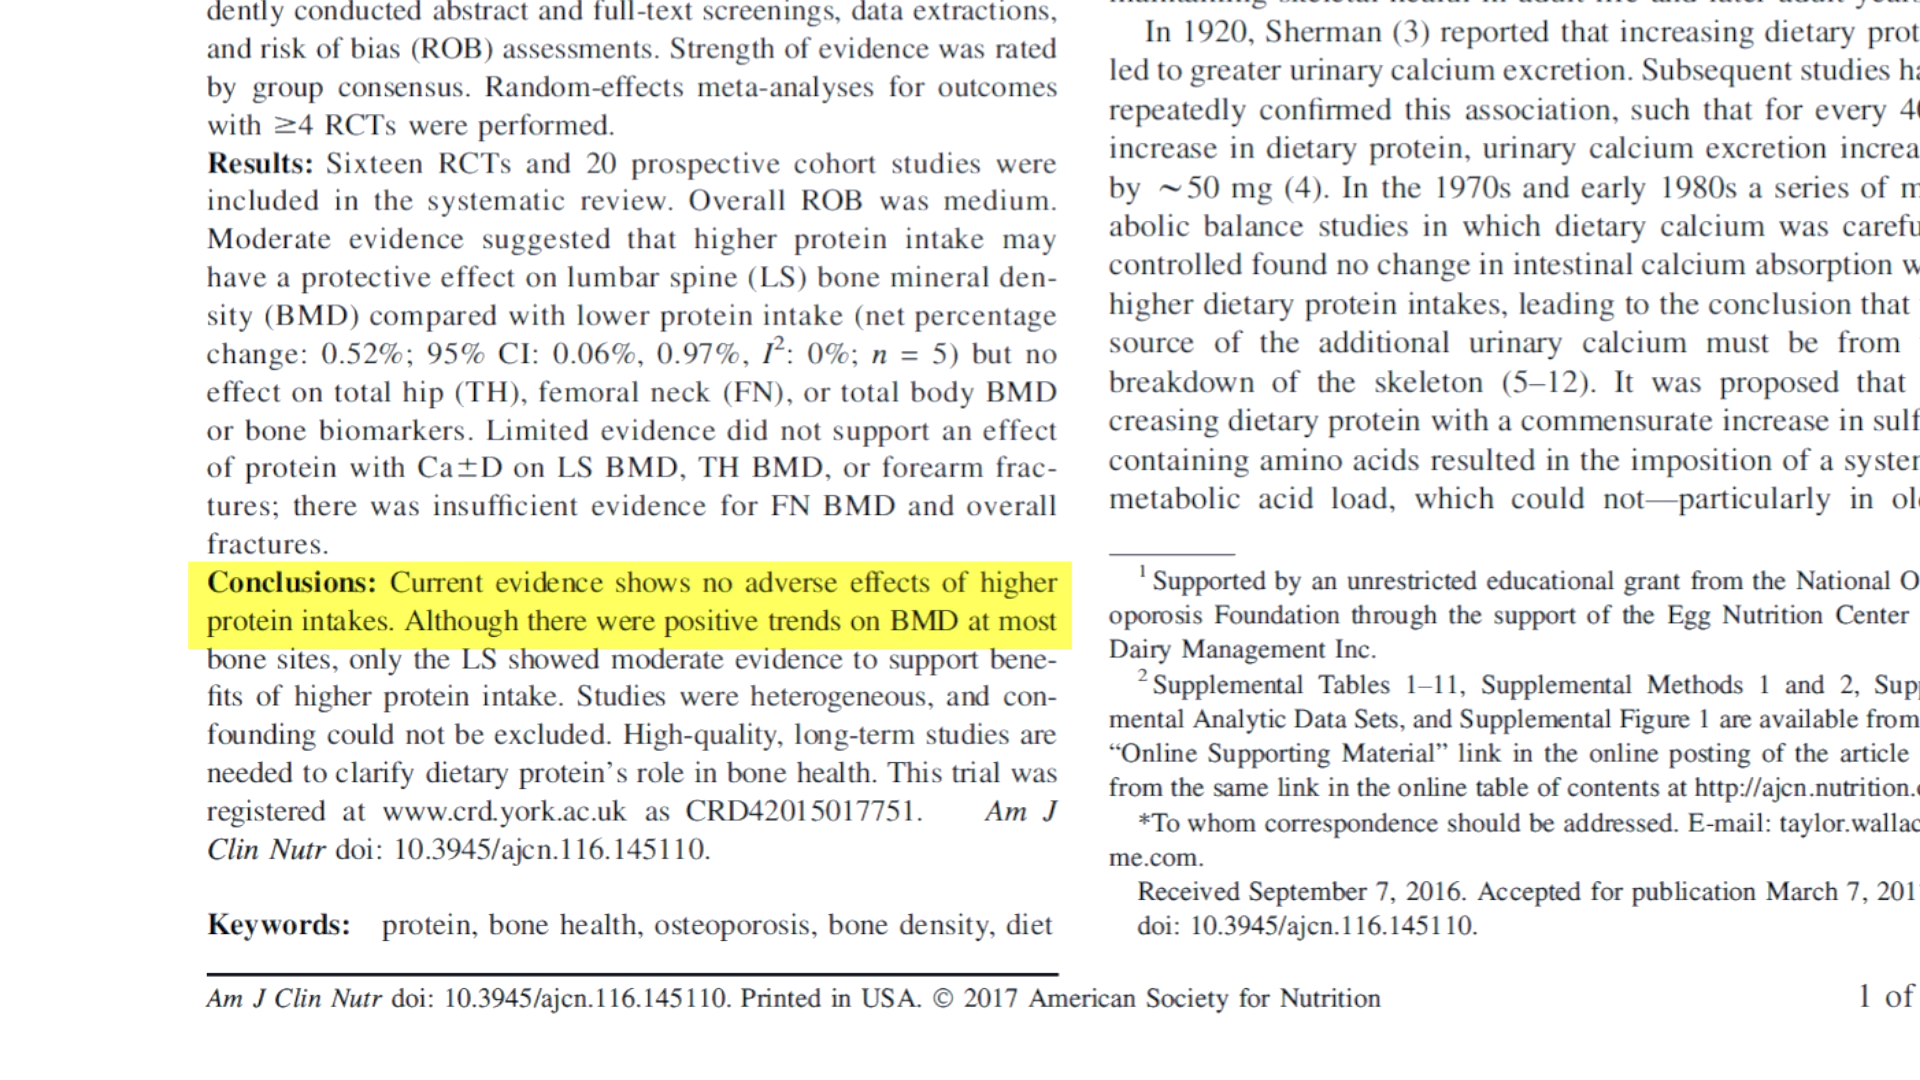 dently conducted abstract and full-text screenings, data extractions,
and risk of bias (ROB) assessments. Strength of evidence was rated
by group consensus. Random-effects meta-analyses for outcomes
with ≥4 RCTs were performed.
Results: Sixteen RCTs and 20 prospective cohort studies were
included in the systematic review. Overall ROB was medium.
Moderate evidence suggested that higher protein intake may
have a protective effect on lumbar spine (LS) bone mineral den-
sity (BMD) compared with lower protein intake (net percentage
change: 0.52%; 95% CI: 0.06%, 0.97%, I²: 0%; n = 5) but no
effect on total hip (TH), femoral neck (FN), or total body BMD
or bone biomarkers. Limited evidence did not support an effect
of protein with Ca±D on LS BMD, TH BMD, or forearm frac-
tures; there was insufficient evidence for FN BMD and overall
fractures.
Conclusions: Current evidence shows no adverse effects of higher
protein intakes. Although there were positive trends on BMD at most
bone sites, only the LS showed moderate evidence to support bene-
fits of higher protein intake. Studies were heterogeneous, and con-
founding could not be excluded. High-quality, long-term studies are
needed to clarify dietary protein's role in bone health. This trial was
registered at www.crd.york.ac.uk as CRD42015017751. Am J
Clin Nutr doi: 10.3945/ajcn.116.145110.
Keywords: protein, bone health, osteoporosis, bone density, diet
In 1920, Sherman (3) reported that increasing dietary prot
led to greater urinary calcium excretion. Subsequent studies ha
repeatedly confirmed this association, such that for every 4
increase in dietary protein, urinary calcium excretion increa
by ~50 mg (4). In the 1970s and early 1980s a series of m
abolic balance studies in which dietary calcium was carefu
controlled found no change in intestinal calcium absorption w
higher dietary protein intakes, leading to the conclusion that
source of the additional urinary calcium must be from
breakdown of the skeleton (5–12). It was proposed that
creasing dietary protein with a commensurate increase in sulf
containing amino acids resulted in the imposition of a system
metabolic acid load, which could not—particularly in ol
¹ Supported by an unrestricted educational grant from the National O
oporosis Foundation through the support of the Egg Nutrition Center
Dairy Management Inc.
² Supplemental Tables 1–11, Supplemental Methods 1 and 2, Sup
mental Analytic Data Sets, and Supplemental Figure 1 are available from
“Online Supporting Material” link in the online posting of the article
from the same link in the online table of contents at http://ajcn.nutrition.
*To whom correspondence should be addressed. E-mail: taylor.wallac
me.com.
Received September 7, 2016. Accepted for publication March 7, 201
doi: 10.3945/ajcn.116.145110.
Am J Clin Nutr doi: 10.3945/ajcn.116.145110. Printed in USA. © 2017 American Society for Nutrition
1 of